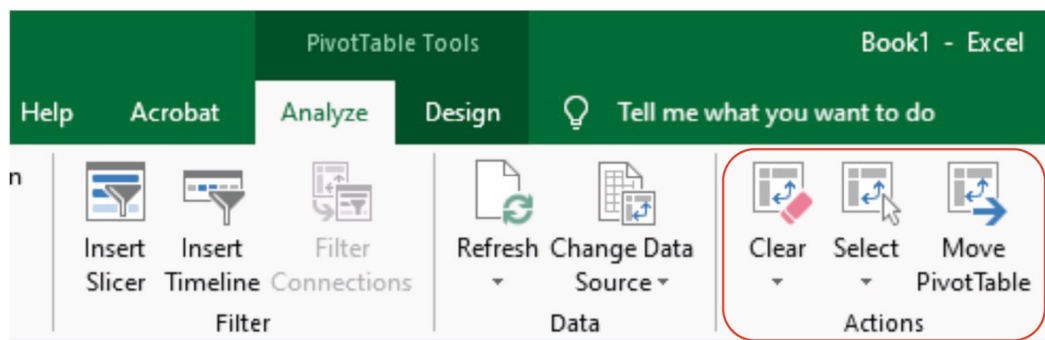 PivotTable Tools
Book1 - Excel
Help Acrobat Analyze Design Tell me what you want to do
n
Insert Slicer
Insert Timeline
Filter Connections
Refresh
Change Data Source
Clear
Select
Move PivotTable
Filter
Data
Actions